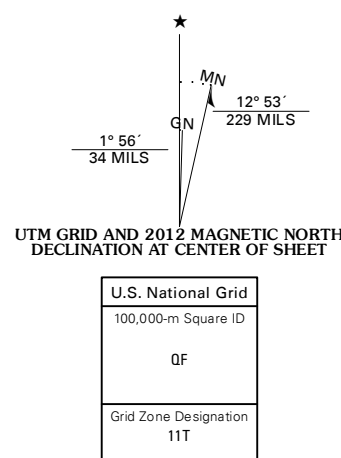 ★
MN
12° 53´
229 MILS
GN
1° 56´
34 MILS
UTM GRID AND 2012 MAGNETIC NORTH
DECLINATION AT CENTER OF SHEET
U.S. National Grid
100,000-m Square ID
QF
Grid Zone Designation
11T